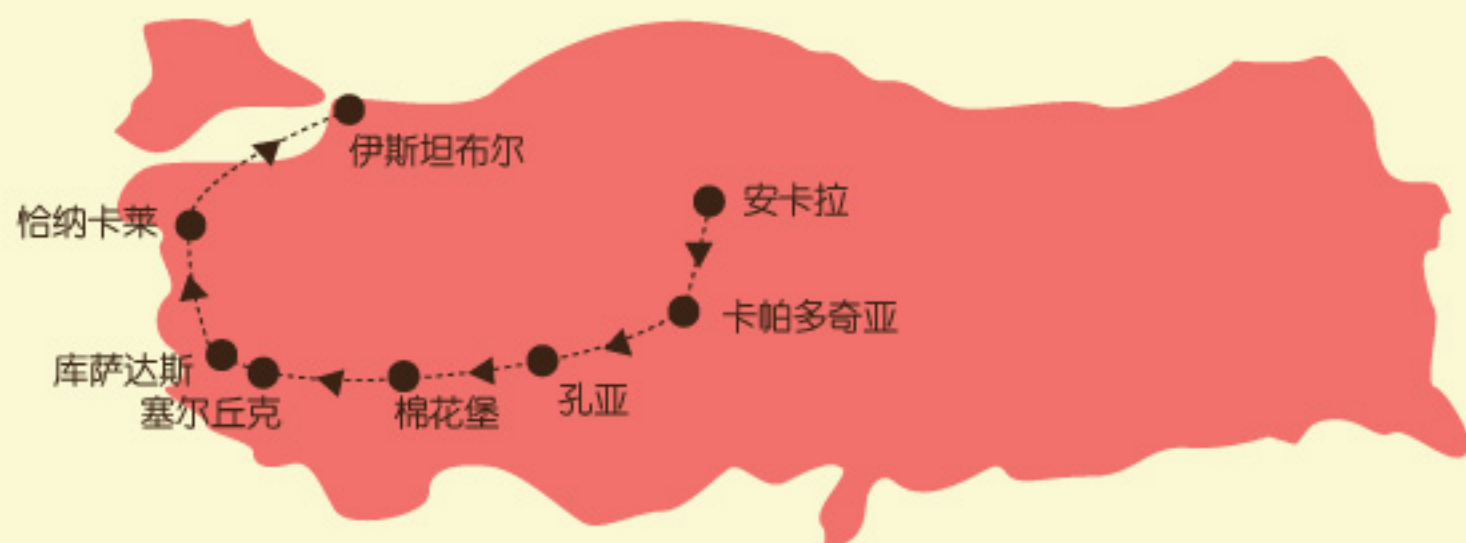 伊斯坦布尔
安卡拉
恰纳卡莱
卡帕多奇亚
库萨达斯
孔亚
塞尔丘克
棉花堡